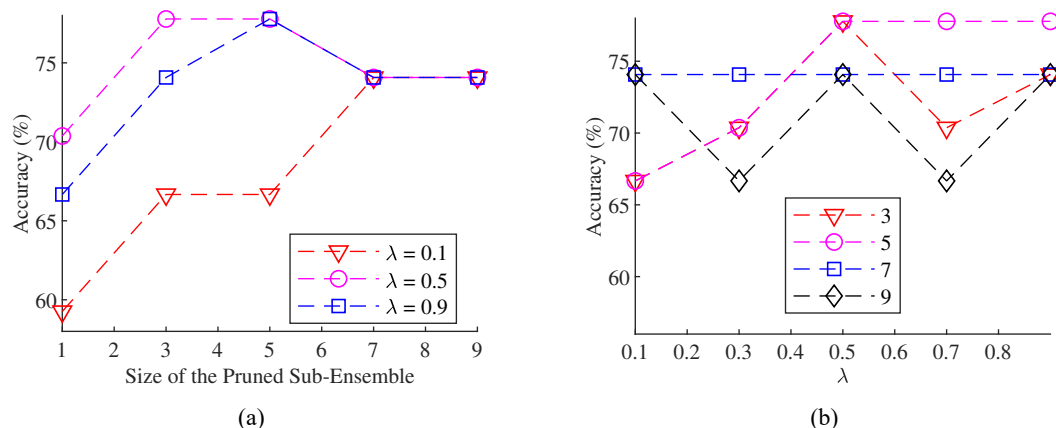 75
70
65
60
Accuracy (%)
λ = 0.1
λ = 0.5
λ = 0.9
1 2 3 4 5 6 7 8 9
Size of the Pruned Sub-Ensemble
(a)
75
70
65
60
Accuracy (%)
3
5
7
9
0.1 0.2 0.3 0.4 0.5 0.6 0.7 0.8
λ
(b)